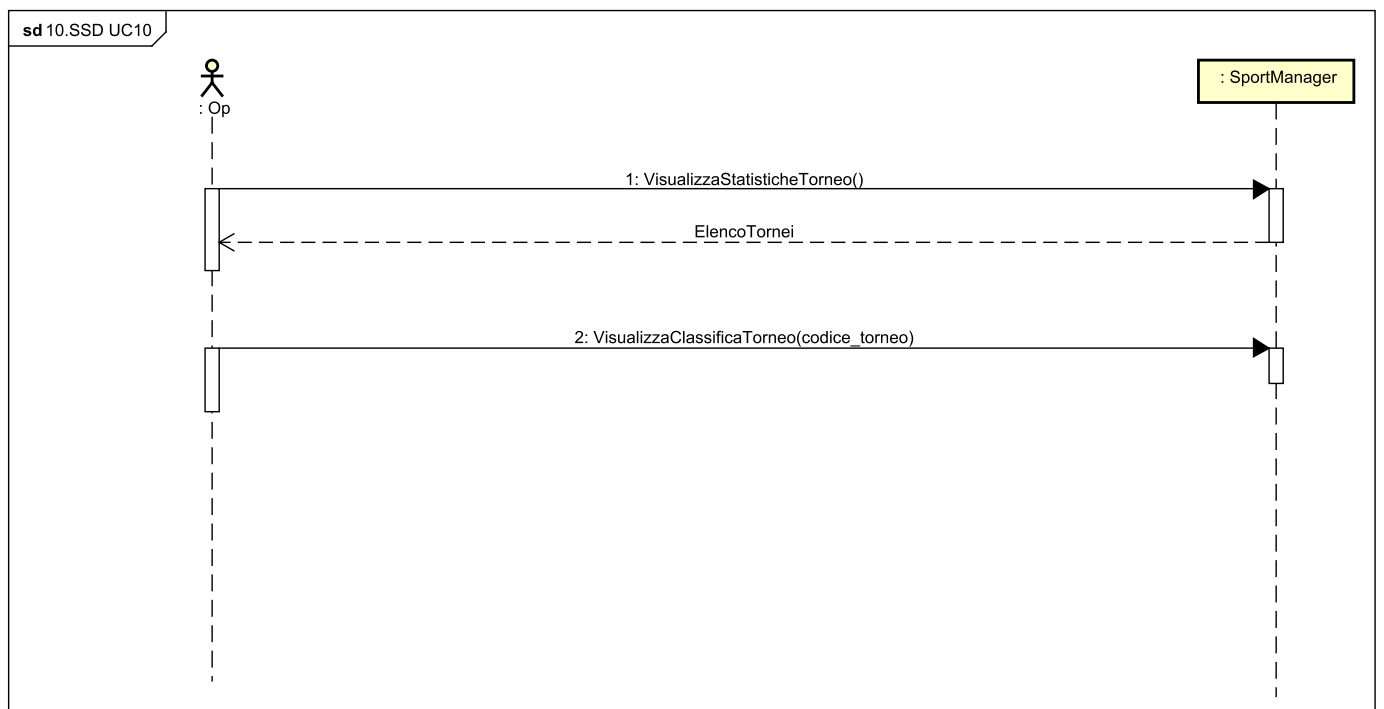 sd 10.SSD UC10
: Op
: SportManager
1: VisualizzaStatisticheTorneo()
ElencoTornei
2: VisualizzaClassificaTorneo(codice_torneo)